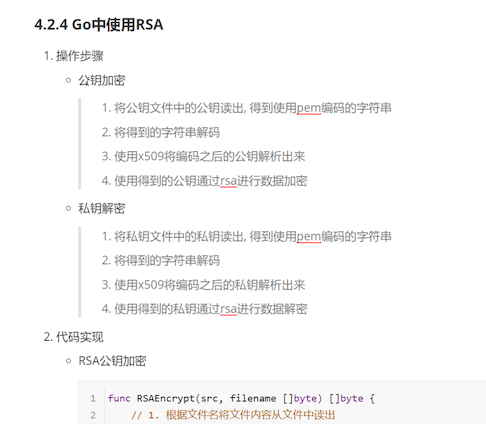 4.2.4 Go中使用RSA
1. 操作步骤
公钥加密
1. 将公钥文件中的公钥读出, 得到使用pem编码的字符串
2. 将得到的字符串解码
3. 使用x509将编码之后的公钥解析出来
4. 使用得到的公钥通过rsa进行数据加密
私钥解密
1. 将私钥文件中的私钥读出, 得到使用pem编码的字符串
2. 将得到的字符串解码
3. 使用x509将编码之后的私钥解析出来
4. 使用得到的私钥通过rsa进行数据解密
2. 代码实现
RSA公钥加密
1 func RSAEncrypt(src, filename []byte) []byte {
2 // 1. 根据文件名将文件内容从文件中读出